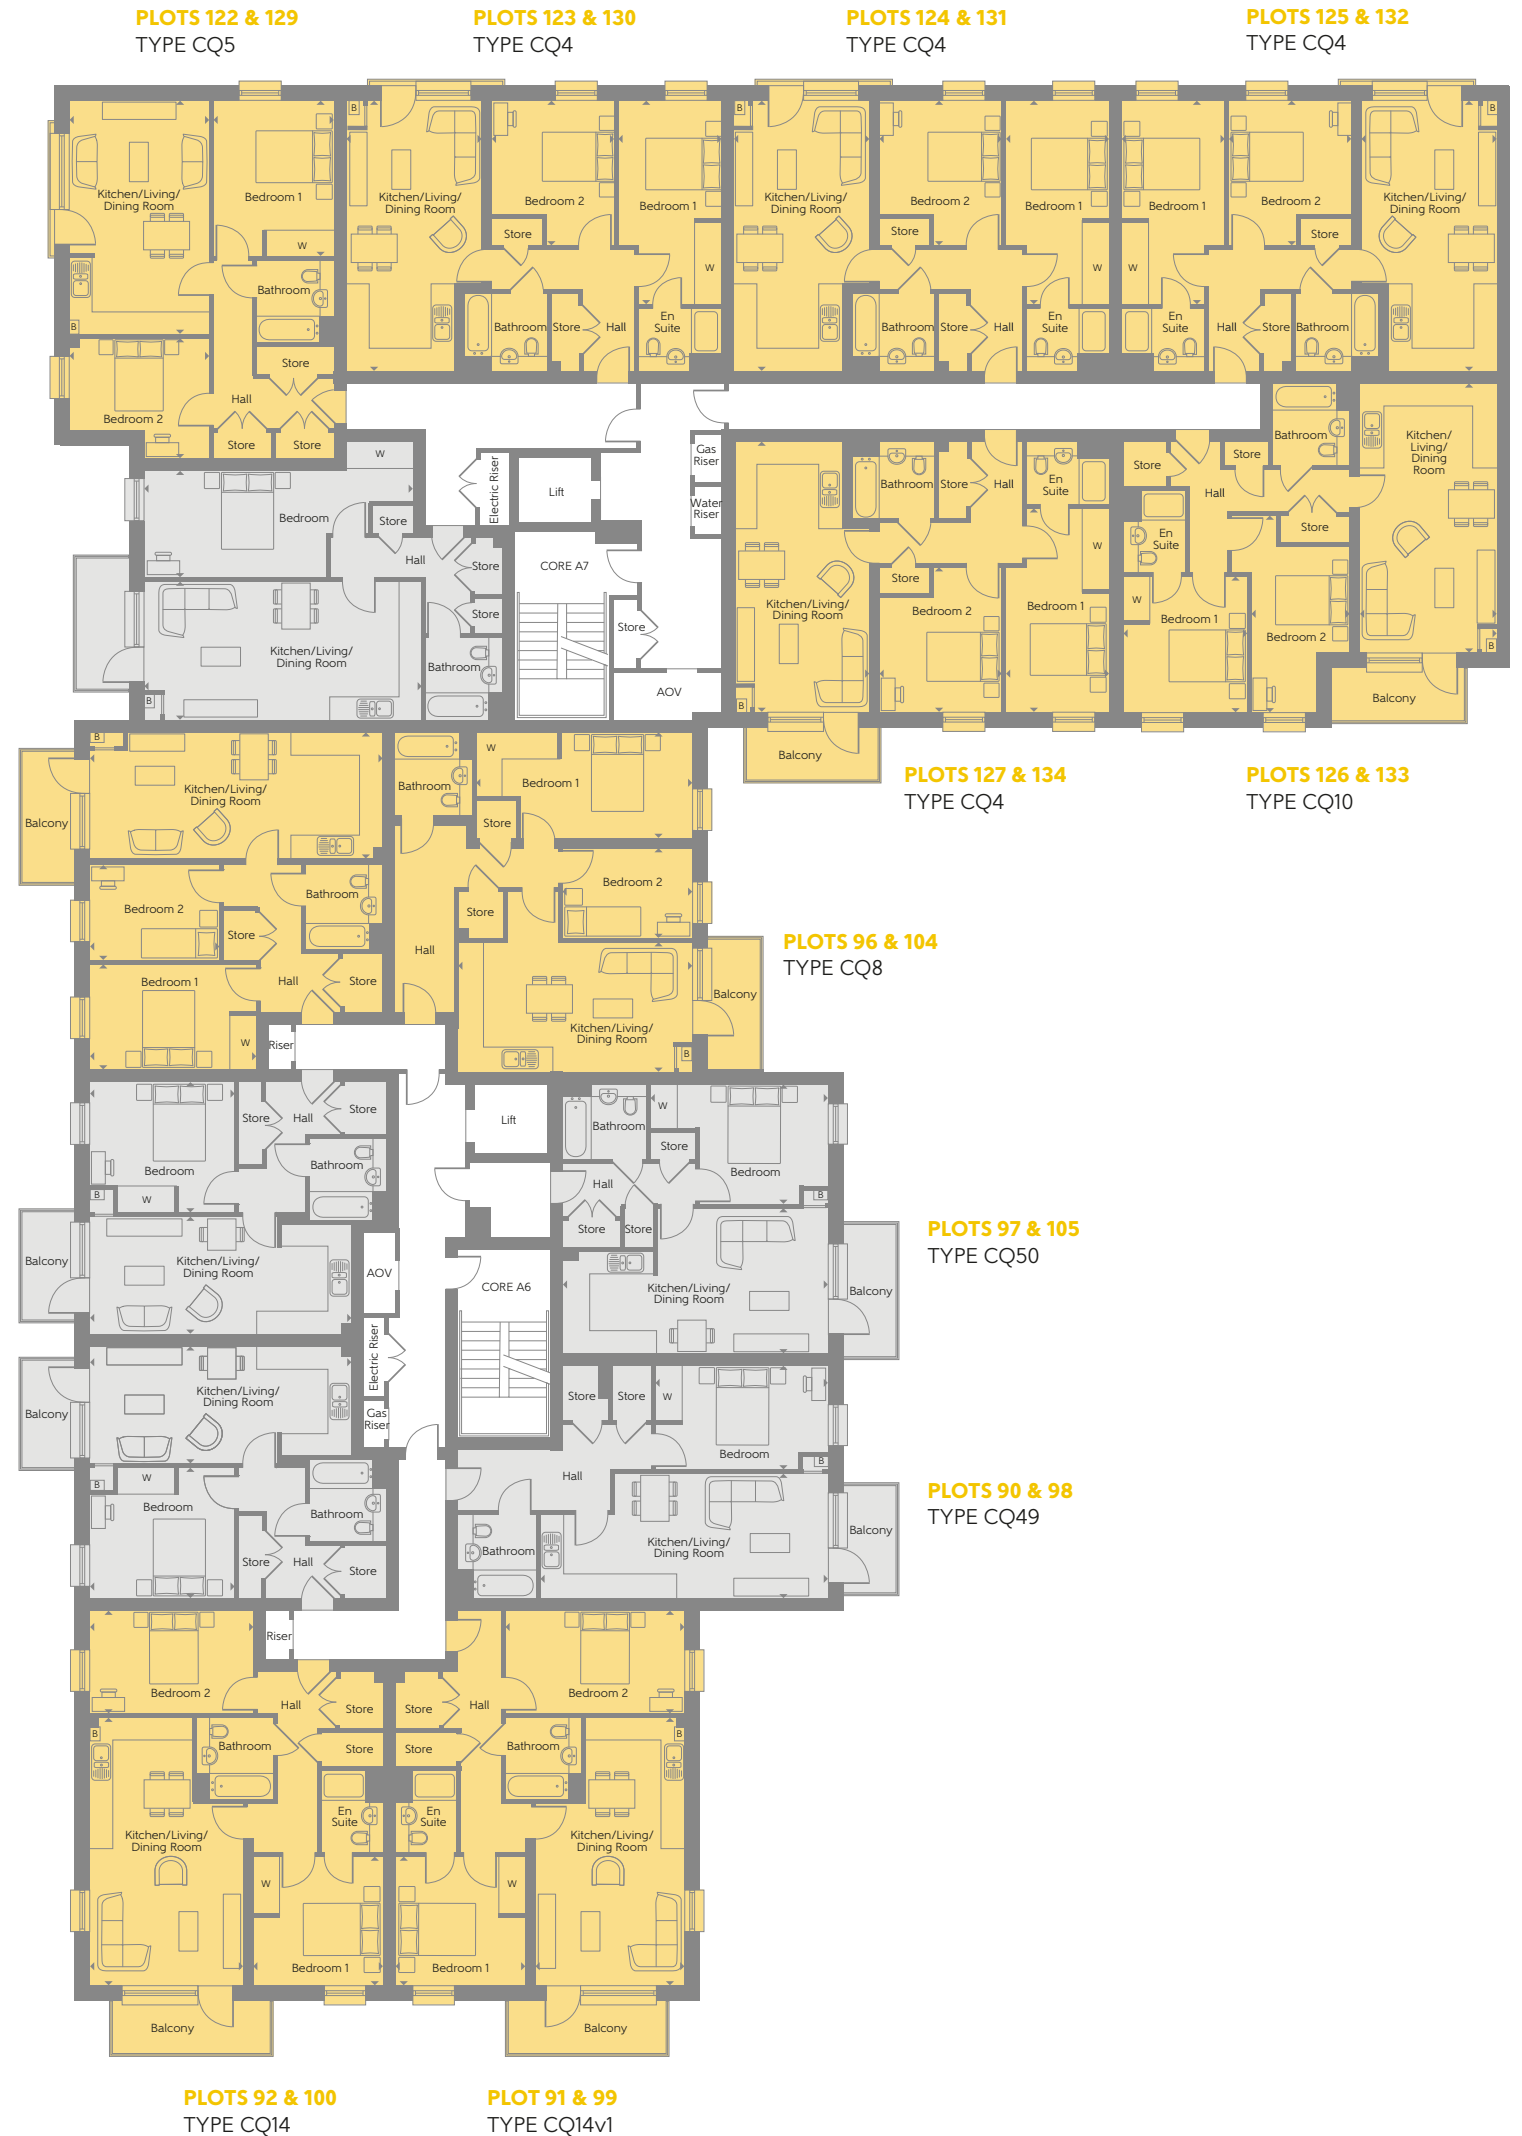 PLOTS 122 & 129
TYPE CQ5
PLOTS 123 & 130
TYPE CQ4
PLOTS 124 & 131
TYPE CQ4
PLOTS 125 & 132
TYPE CQ4
Kitchen/Living/
Dining Room
Bedroom 1
W
Bathroom
B
Store
Hall
Bedroom 2
Store
Store
B
Kitchen/Living/
Dining Room
Bedroom 2
Bedroom 1
Store
W
Bathroom
Store
Hall
En
Suite
B
Kitchen/Living/
Dining Room
Bedroom 2
Bedroom 1
Store
W
Bathroom
Store
Hall
En
Suite
Bedroom 1
Bedroom 2
B
Kitchen/Living/
Dining Room
Store
W
En
Suite
Hall
Store
Bathroom
W
Bedroom
Store
Hall
Store
Store
Kitchen/Living/
Dining Room
Bathroom
B
Electric Riser
Lift
Gas
Riser
Water
Riser
CORE A7
Store
AOV
Bathroom
Store
Hall
En
Suite
W
Store
Kitchen/Living/
Dining Room
Bedroom 2
Bedroom 1
B
Balcony
Store
Store
Bathroom
Kitchen/
Living/
Dining
Room
Hall
Store
En
Suite
W
Bedroom 1
Bedroom 2
B
Balcony
PLOTS 127 & 134
TYPE CQ4
PLOTS 126 & 133
TYPE CQ10
B
Kitchen/Living/
Dining Room
Balcony
Bedroom 2
Bathroom
Store
Bedroom 1
Hall
Store
W
Bathroom
W
Bedroom 1
Store
Bedroom 2
Store
Hall
Balcony
Kitchen/Living/
Dining Room
B
PLOTS 96 & 104
TYPE CQ8
Riser
Store
Hall
Store
Bedroom
Bathroom
B
W
Balcony
Kitchen/Living/
Dining Room
Lift
AOV
CORE A6
Electric Riser
Gas
Riser
Bathroom
W
Store
Bedroom
Hall
B
Store
Store
Kitchen/Living/
Dining Room
Balcony
PLOTS 97 & 105
TYPE CQ50
Balcony
Kitchen/Living/
Dining Room
B
W
Bedroom
Bathroom
Store
Hall
Store
Store
Store
W
Bedroom
B
Hall
Bathroom
Kitchen/Living/
Dining Room
Balcony
PLOTS 90 & 98
TYPE CQ49
Riser
Bedroom 2
Hall
Store
B
Bathroom
Store
Kitchen/Living/
Dining Room
En
Suite
W
Bedroom 1
Balcony
Bedroom 2
Store
Hall
B
Store
Bathroom
En
Suite
Kitchen/Living/
Dining Room
W
Bedroom 1
Balcony
PLOTS 92 & 100
TYPE CQ14
PLOT 91 & 99
TYPE CQ14v1